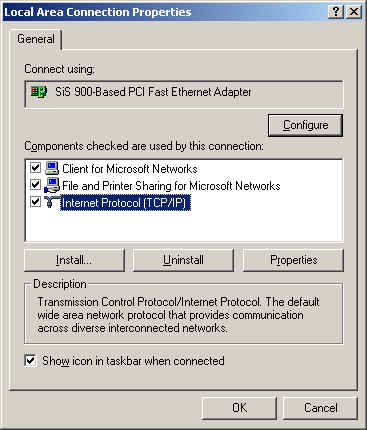 Local Area Connection Properties
General
Connect using:
SiS 900-Based PCI Fast Ethernet Adapter
Configure
Components checked are used by this connection:
Client for Microsoft Networks
File and Printer Sharing for Microsoft Networks
Internet Protocol (TCP/IP)
Install... Uninstall Properties
Description
Transmission Control Protocol/Internet Protocol. The default
wide area network protocol that provides communication
across diverse interconnected networks.
Show icon in taskbar when connected
OK Cancel